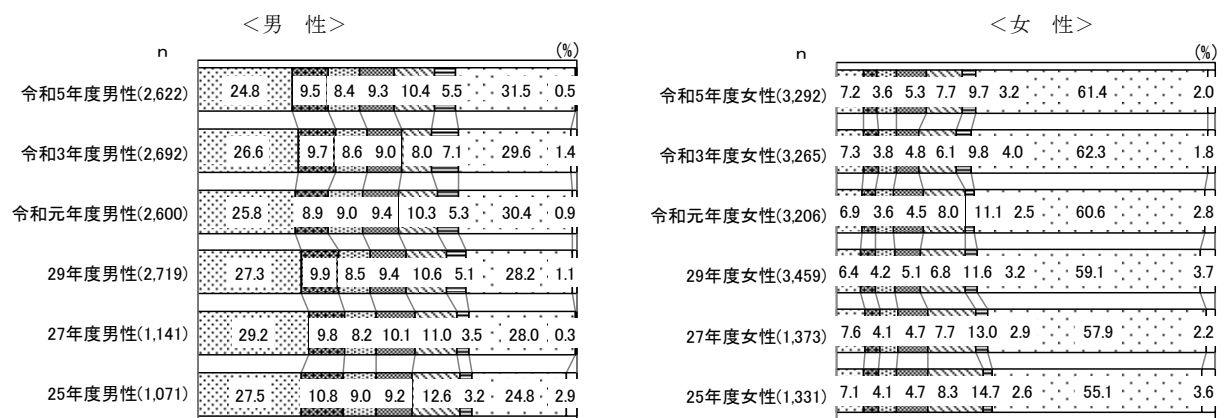 ＜男　性＞
n (%)
令和5年度男性(2,622) 24.8 9.5 8.4 9.3 10.4 5.5 31.5 0.5
令和3年度男性(2,692) 26.6 9.7 8.6 9.0 8.0 7.1 29.6 1.4
令和元年度男性(2,600) 25.8 8.9 9.0 9.4 10.3 5.3 30.4 0.9
29年度男性(2,719) 27.3 9.9 8.5 9.4 10.6 5.1 28.2 1.1
27年度男性(1,141) 29.2 9.8 8.2 10.1 11.0 3.5 28.0 0.3
25年度男性(1,071) 27.5 10.8 9.0 9.2 12.6 3.2 24.8 2.9
＜女　性＞
n (%)
令和5年度女性(3,292) 7.2 3.6 5.3 7.7 9.7 3.2 61.4 2.0
令和3年度女性(3,265) 7.3 3.8 4.8 6.1 9.8 4.0 62.3 1.8
令和元年度女性(3,206) 6.9 3.6 4.5 8.0 11.1 2.5 60.6 2.8
29年度女性(3,459) 6.4 4.2 5.1 6.8 11.6 3.2 59.1 3.7
27年度女性(1,373) 7.6 4.1 4.7 7.7 13.0 2.9 57.9 2.2
25年度女性(1,331) 7.1 4.1 4.7 8.3 14.7 2.6 55.1 3.6